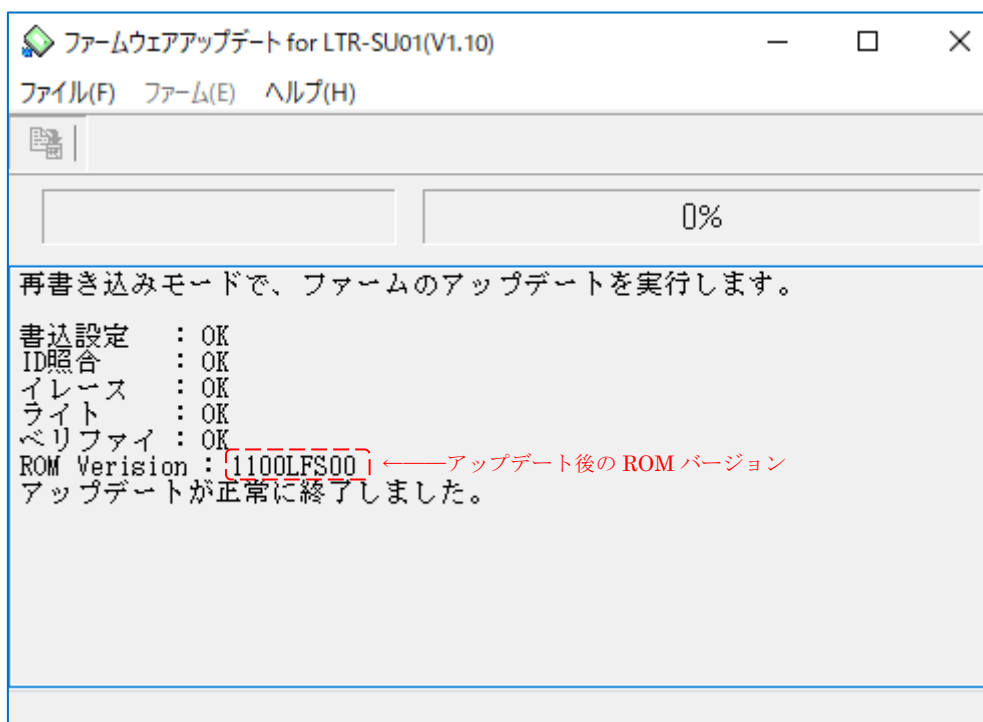 ファームウェアアップデート for LTR-SU01(V1.10)
ファイル(F) ファーム(E) ヘルプ(H)
0%
再書き込みモードで、ファームのアップデートを実行します。
書込設定 : OK
ID照合 : OK
イレース : OK
ライト : OK
ベリファイ : OK
ROM Verision : 1100LFS00 ←――アップデート後の ROM バージョン
アップデートが正常に終了しました。